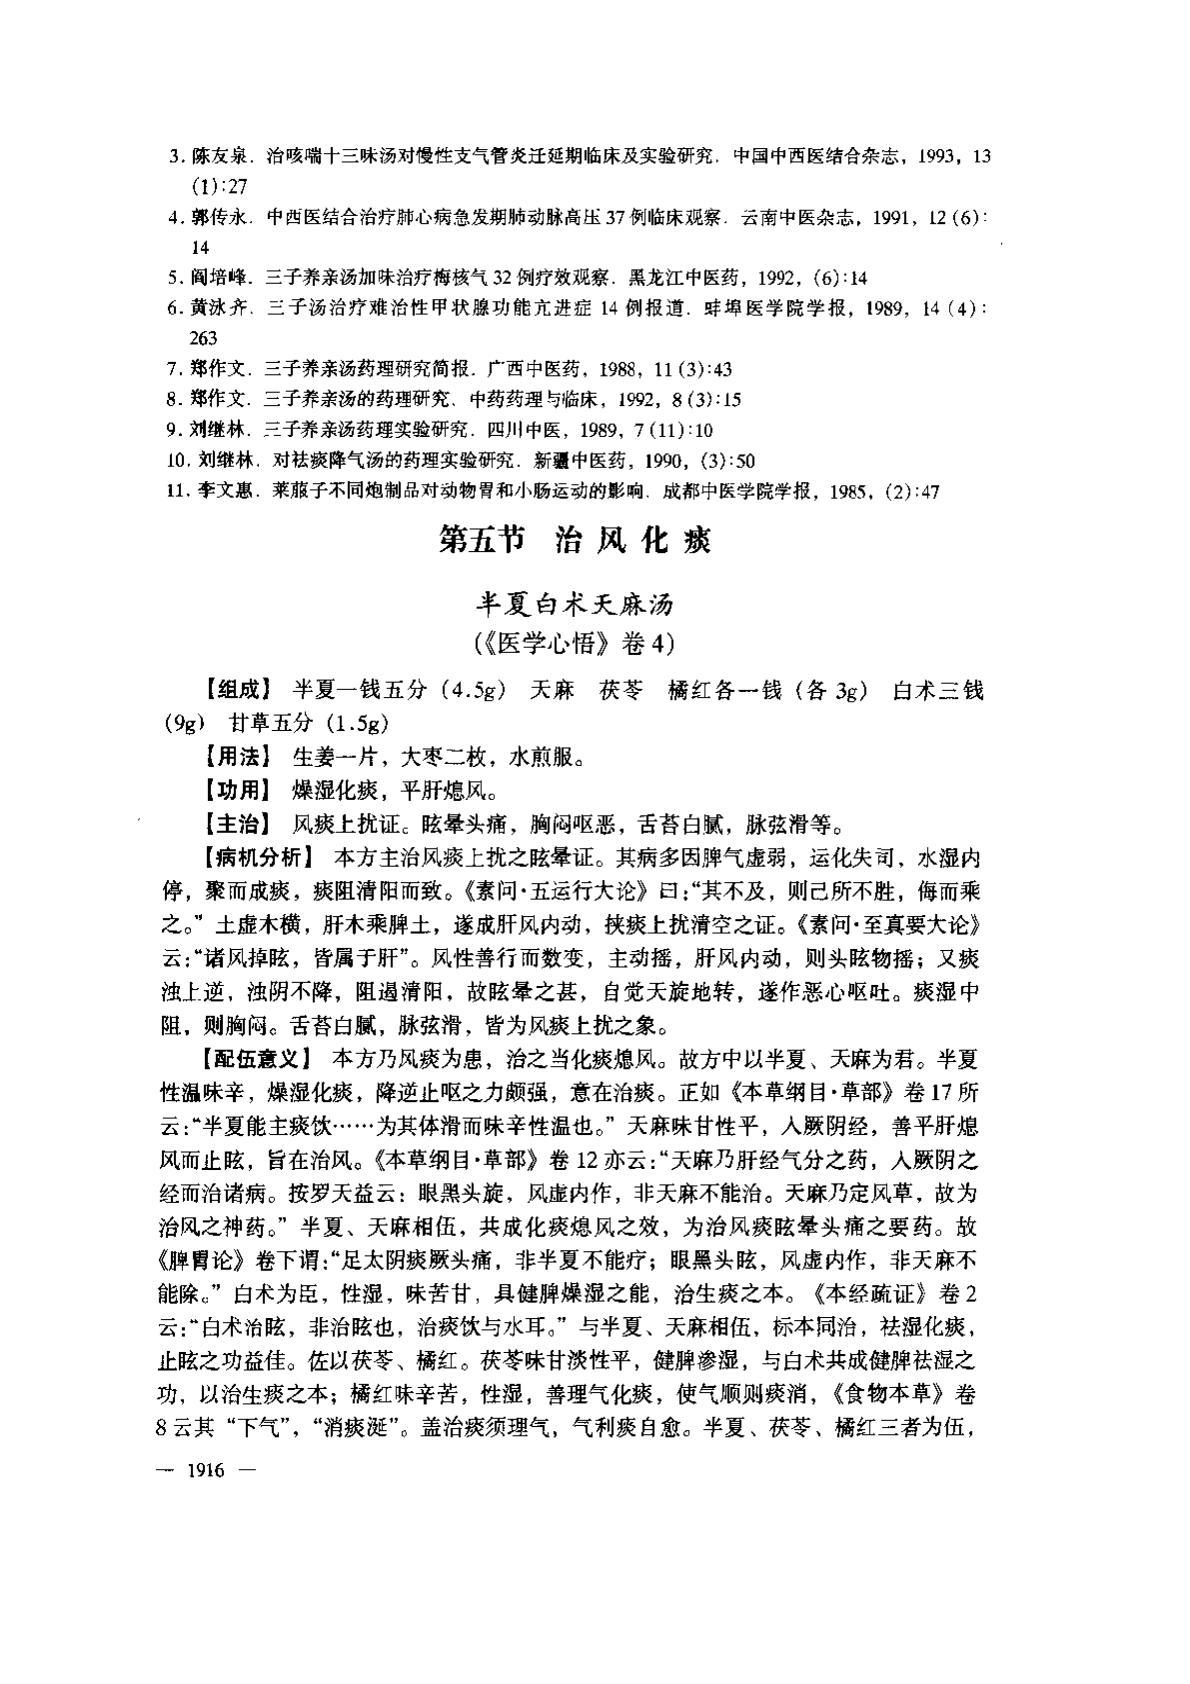 3. 陈友泉．治咳喘十三味汤对慢性支气管炎迁延期临床及实验研究．中国中西医结合杂志，1993，13
(1):27
4. 郭传永．中西医结合治疗肺心病急发期肺动脉高压 37 例临床观察．云南中医杂志，1991，12 (6):
14
5. 阎培峰．三子养亲汤加味治疗梅核气 32 例疗效观察．黑龙江中医药，1992，(6):14
6. 黄泳齐．三子汤治疗难治性甲状腺功能亢进症 14 例报道．蚌埠医学院学报，1989，14 (4):
263
7. 郑作文．三子养亲汤药理研究简报．广西中医药，1988，11 (3):43
8. 郑作文．三子养亲汤的药理研究．中药药理与临床，1992，8 (3):15
9. 刘继林．三子养亲汤药理实验研究．四川中医，1989，7 (11):10
10. 刘继林．对祛痰降气汤的药理实验研究．新疆中医药，1990，(3):50
11. 李文惠．莱菔子不同炮制品对动物胃和小肠运动的影响．成都中医学院学报，1985，(2):47
第五节 治风化痰
半夏白术天麻汤
(《医学心悟》卷 4)
【组成】 半夏一钱五分（4.5g） 天麻 茯苓 橘红各一钱（各 3g） 白术三钱
(9g) 甘草五分（1.5g）
【用法】 生姜一片，大枣二枚，水煎服。
【功用】 燥湿化痰，平肝熄风。
【主治】 风痰上扰证。眩晕头痛，胸闷呕恶，舌苔白腻，脉弦滑等。
【病机分析】 本方主治风痰上扰之眩晕证。其病多因脾气虚弱，运化失司，水湿内
停，聚而成痰，痰阻清阳而致。《素问·五运行大论》曰:“其不及，则己所不胜，侮而乘
之。”土虚木横，肝木乘脾土，遂成肝风内动，挟痰上扰清空之证。《素问·至真要大论》
云:“诸风掉眩，皆属于肝”。风性善行而数变，主动摇，肝风内动，则头眩物摇；又痰
浊上逆，浊阴不降，阻遏清阳，故眩晕之甚，自觉天旋地转，遂作恶心呕吐。痰湿中
阻，则胸闷。舌苔白腻，脉弦滑，皆为风痰上扰之象。
【配伍意义】 本方乃风痰为患，治之当化痰熄风。故方中以半夏、天麻为君。半夏
性温味辛，燥湿化痰，降逆止呕之力颇强，意在治痰。正如《本草纲目·草部》卷 17 所
云:“半夏能主痰饮……为其体滑而味辛性温也。”天麻味甘性平，入厥阴经，善平肝熄
风而止眩，旨在治风。《本草纲目·草部》卷 12 亦云:“天麻乃肝经气分之药，入厥阴之
经而治诸病。按罗天益云：眼黑头旋，风虚内作，非天麻不能治。天麻乃定风草，故为
治风之神药。”半夏、天麻相伍，共成化痰熄风之效，为治风痰眩晕头痛之要药。故
《脾胃论》卷下谓:“足太阴痰厥头痛，非半夏不能疗；眼黑头眩，风虚内作，非天麻不
能除。”白术为臣，性湿，味苦甘，具健脾燥湿之能，治生痰之本。《本经疏证》卷 2
云:“白术治眩，非治眩也，治痰饮与水耳。”与半夏、天麻相伍，标本同治，祛湿化痰，
止眩之功益佳。佐以茯苓、橘红。茯苓味甘淡性平，健脾渗湿，与白术共成健脾祛湿之
功，以治生痰之本；橘红味辛苦，性湿，善理气化痰，使气顺则痰消，《食物本草》卷
8 云其“下气”，“消痰涎”。盖治痰须理气，气利痰自愈。半夏、茯苓、橘红三者为伍，
— 1916 —